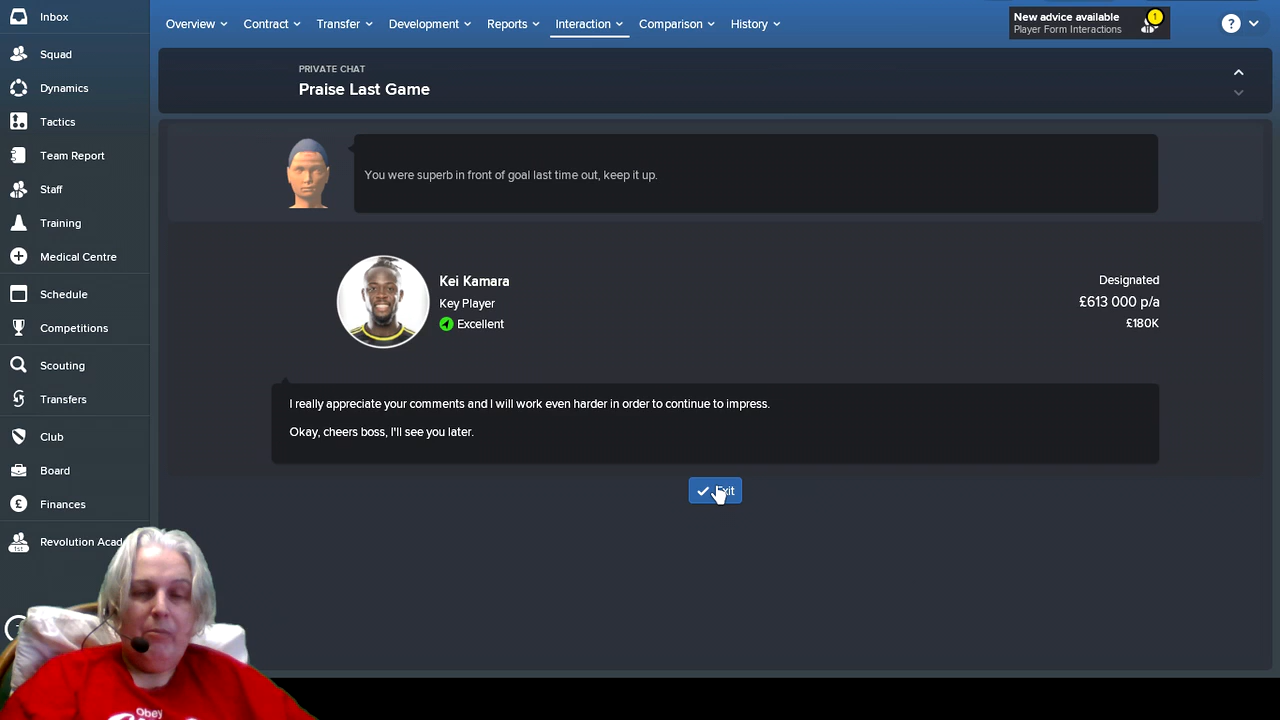 Inbox
Squad
Dynamics
Tactics
Team Report
Staff
Training
Medical Centre
Schedule
Competitions
Scouting
Transfers
Club
Board
Finances
Revolution Acad
Overview
Contract
Transfer
Development
Reports
Interaction
Comparison
History
New advice available
Player Form Interactions
1
?
PRIVATE CHAT
Praise Last Game
You were superb in front of goal last time out, keep it up.
Kei Kamara
Key Player
Excellent
Designated
£613 000 p/a
£180K
I really appreciate your comments and I will work even harder in order to continue to impress.
Okay, cheers boss, I'll see you later.
Exit
Obey